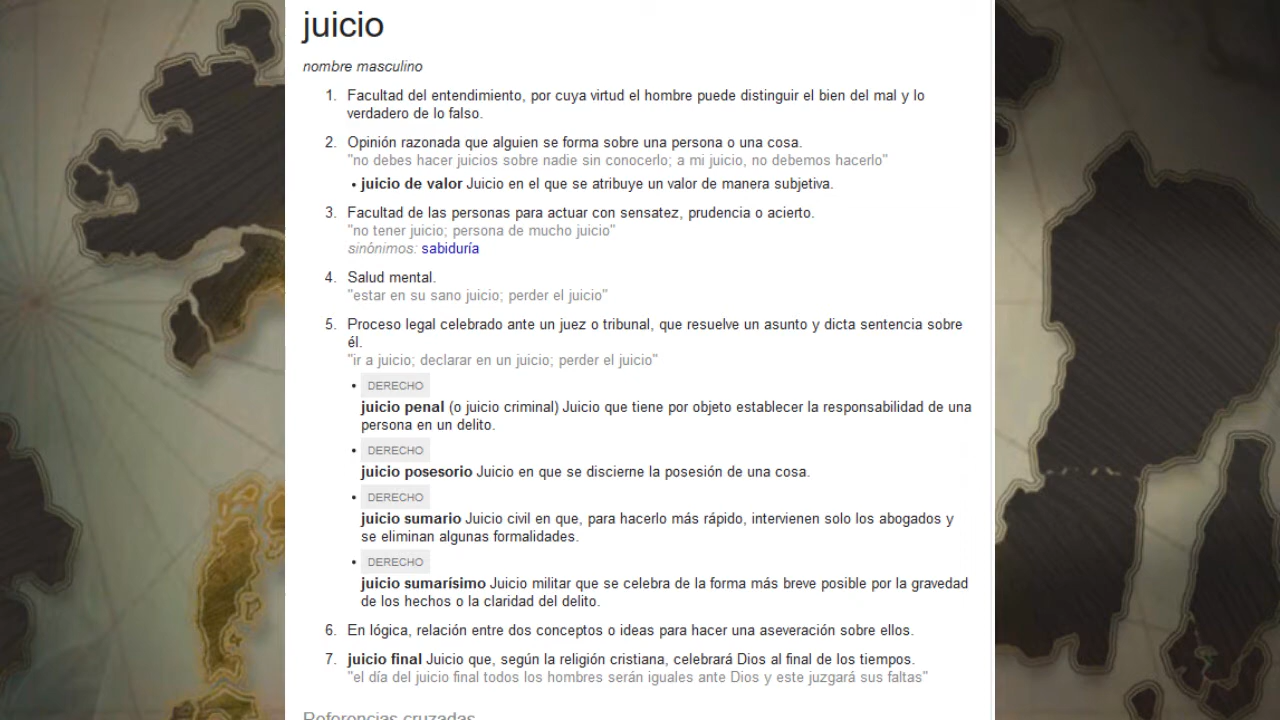 juicio
nombre masculino
1. Facultad del entendimiento, por cuya virtud el hombre puede distinguir el bien del mal y lo
verdadero de lo falso.
2. Opinión razonada que alguien se forma sobre una persona o una cosa.
"no debes hacer juicios sobre nadie sin conocerlo; a mi juicio, no debemos hacerlo"
• juicio de valor Juicio en el que se atribuye un valor de manera subjetiva.
3. Facultad de las personas para actuar con sensatez, prudencia o acierto.
"no tener juicio; persona de mucho juicio"
sinónimos: sabiduría
4. Salud mental.
"estar en su sano juicio; perder el juicio"
5. Proceso legal celebrado ante un juez o tribunal, que resuelve un asunto y dicta sentencia sobre
él.
"ir a juicio; declarar en un juicio; perder el juicio"
• DERECHO
juicio penal (o juicio criminal) Juicio que tiene por objeto establecer la responsabilidad de una
persona en un delito.
• DERECHO
juicio posesorio Juicio en que se discierne la posesión de una cosa.
• DERECHO
juicio sumario Juicio civil en que, para hacerlo más rápido, intervienen solo los abogados y
se eliminan algunas formalidades.
• DERECHO
juicio sumarísimo Juicio militar que se celebra de la forma más breve posible por la gravedad
de los hechos o la claridad del delito.
6. En lógica, relación entre dos conceptos o ideas para hacer una aseveración sobre ellos.
7. juicio final Juicio que, según la religión cristiana, celebrará Dios al final de los tiempos.
"el día del juicio final todos los hombres serán iguales ante Dios y este juzgará sus faltas"
Referencias cruzadas